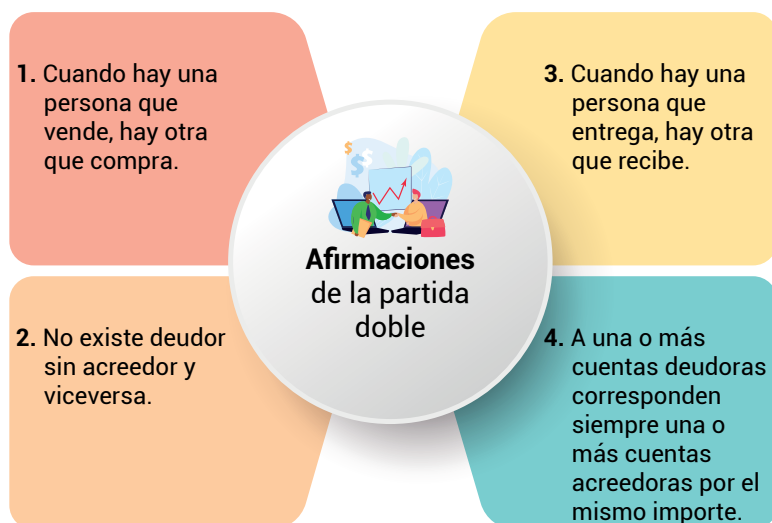 1. Cuando hay una
persona que
vende, hay otra
que compra.
2. No existe deudor
sin acreedor y
viceversa.
Afirmaciones
de la partida
doble
3. Cuando hay una
persona que
entrega, hay otra
que recibe.
4. A una o más
cuentas deudoras
corresponden
siempre una o
más cuentas
acreedoras por el
mismo importe.